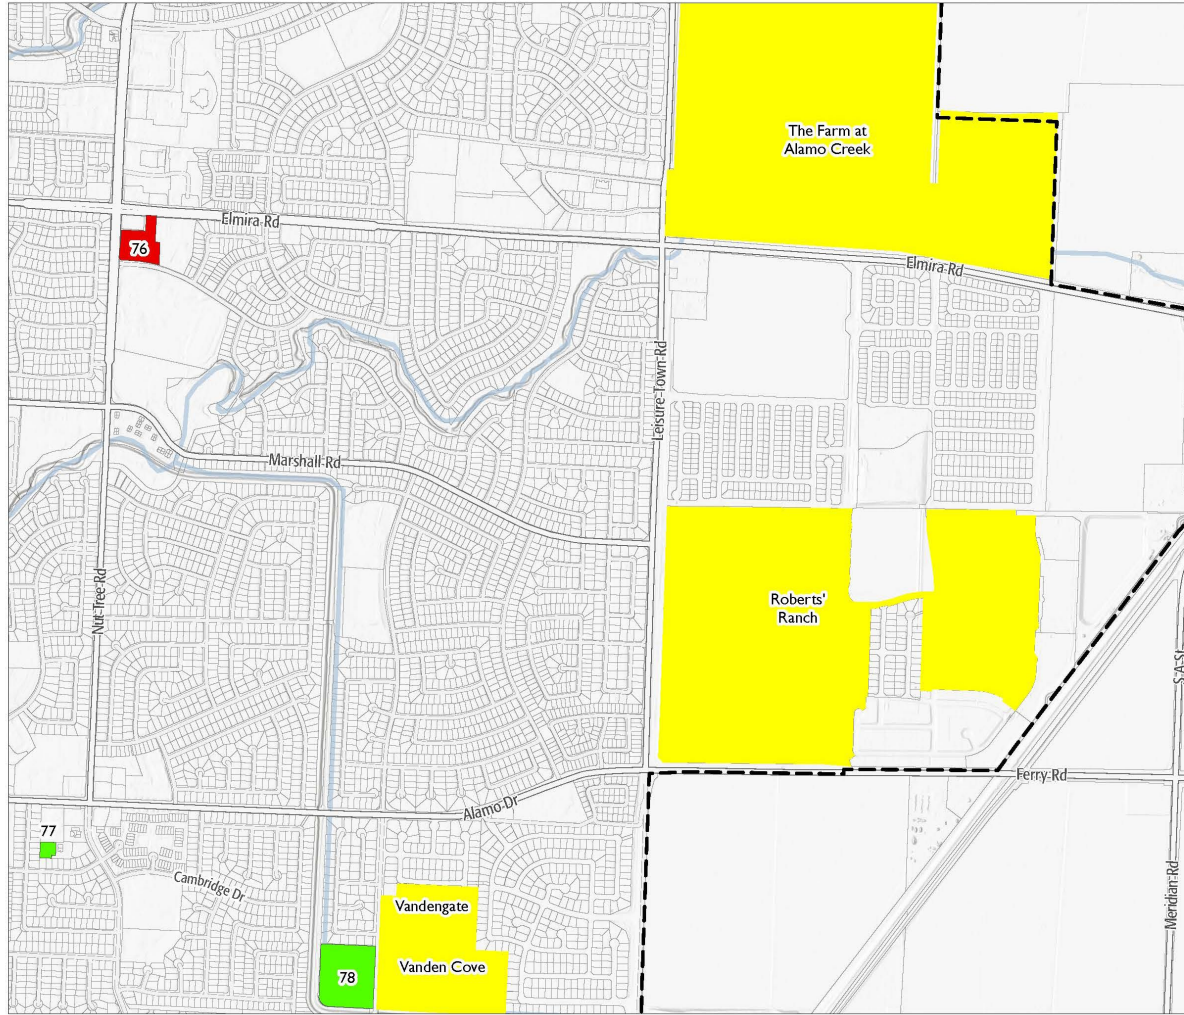 The Farm at
Alamo Creek
Elmira Rd
76
Elmira Rd
Leisure Town Rd
Marshall Rd
Nut Tree Rd
Roberts'
Ranch
S A St
Ferry Rd
Alamo Dr
77
Cambridge Dr
Meridian Rd
Vandengate
Vanden Cove
78